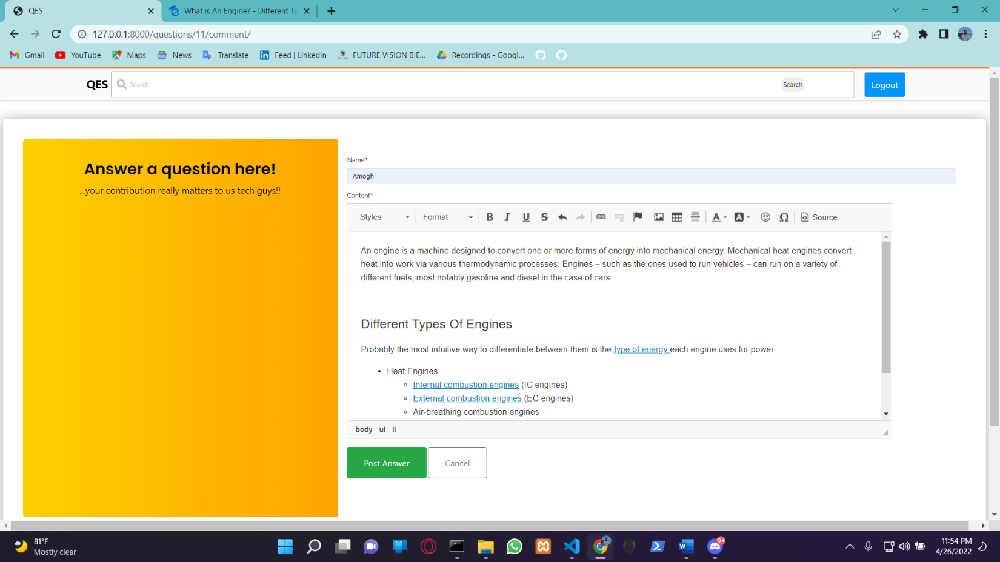 QES
What is An Engine? - Different Ty
127.0.0.1:8000/questions/11/comment/
Gmail
YouTube
Maps
News
Translate
Feed | LinkedIn
FUTURE VISION BIE...
Recordings - Googl...
QES
Search
Search
Logout
Answer a question here!
...your contribution really matters to us tech guys!!
Name*
Amogh
Content*
Styles
Format
B I U S
Source
An engine is a machine designed to convert one or more forms of energy into mechanical energy. Mechanical heat engines convert
heat into work via various thermodynamic processes. Engines – such as the ones used to run vehicles – can run on a variety of
different fuels, most notably gasoline and diesel in the case of cars.
Different Types Of Engines
Probably the most intuitive way to differentiate between them is the type of energy each engine uses for power.
• Heat Engines
◦ Internal combustion engines (IC engines)
◦ External combustion engines (EC engines)
◦ Air-breathing combustion engines
body ul li
Post Answer
Cancel
81°F
Mostly clear
9+
11:54 PM
4/26/2022